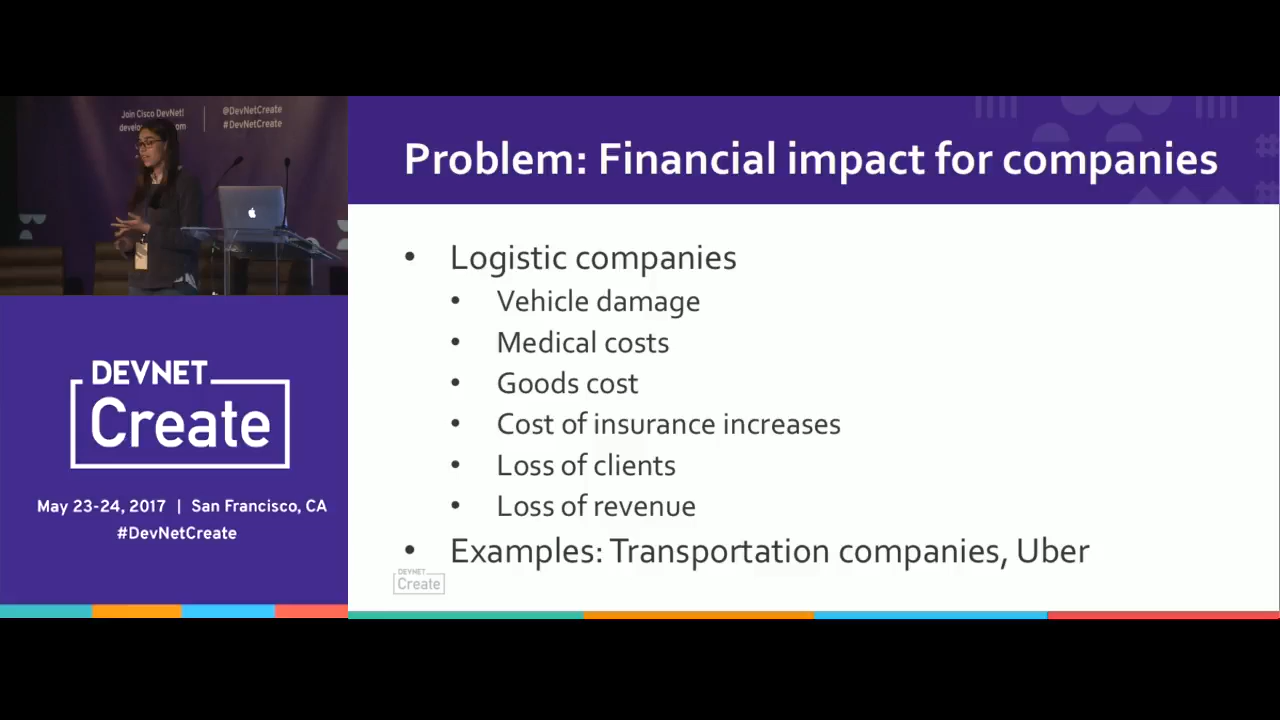 Join Cisco DevNet!
@DevNetCreate
#DevNetCreate
DEVNET
Create
May 23-24, 2017 | San Francisco, CA
#DevNetCreate
Problem: Financial impact for companies
• Logistic companies
• Vehicle damage
• Medical costs
• Goods cost
• Cost of insurance increases
• Loss of clients
• Loss of revenue
• Examples: Transportation companies, Uber
DEVNET
Create